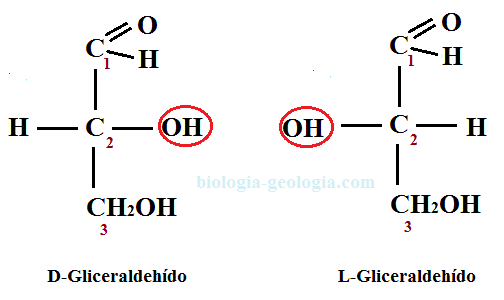 O O
C H C H
1 1
H C OH OH C H
2 2
biologia-geologia.com
CH2OH CH2OH
3 3
D-Gliceraldehído L-Gliceraldehído